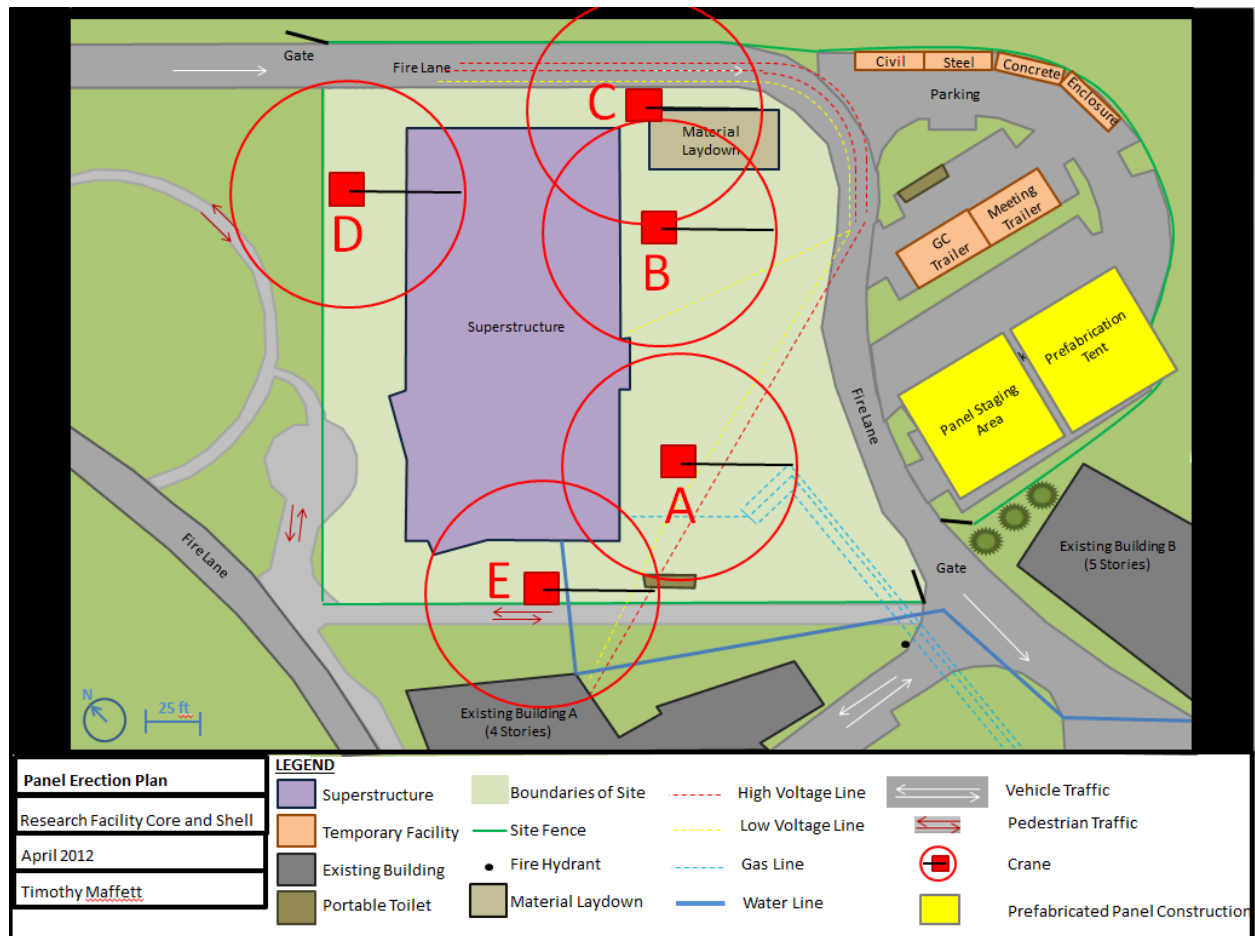 Gate
Fire Lane
C
Civil
Steel
Concrete
Enclosure
Parking
Material
Laydown
D
B
Meeting
Trailer
GC
Trailer
Superstructure
k
Prefabrication
Tent
Panel Staging
Area
Fire Lane
A
Fire Lane
E
Gate
Existing Building B
(5 Stories)
N
25 ft
Existing Building A
(4 Stories)
Panel Erection Plan
Research Facility Core and Shell
April 2012
Timothy Maffett
LEGEND
Superstructure
Temporary Facility
Existing Building
Portable Toilet
Boundaries of Site
Site Fence
Fire Hydrant
Material Laydown
High Voltage Line
Low Voltage Line
Gas Line
Water Line
Vehicle Traffic
Pedestrian Traffic
Crane
Prefabricated Panel Construction